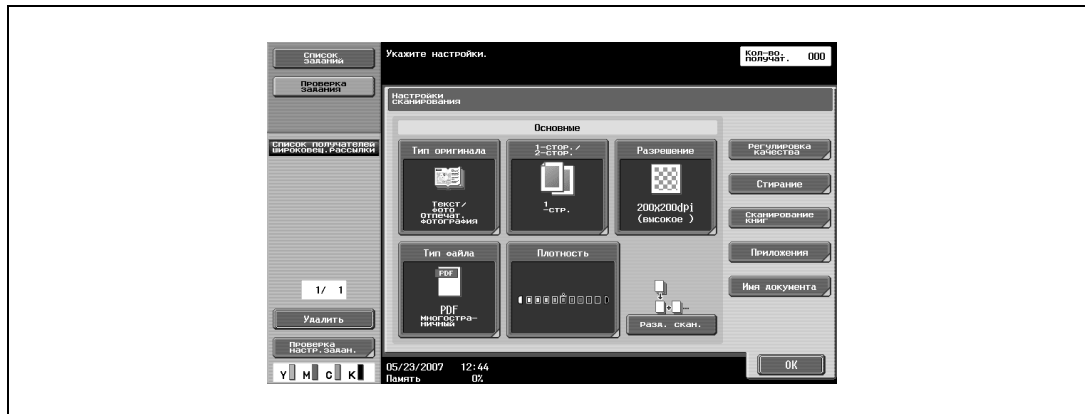 Список
заданий
Проверка
задания
Список получателей
широковещ.рассылки
1/ 1
Удалить
Проверка
настр.задан.
Y M C K
Укажите настройки.
Кол-во.
получат. 000
Настройки
сканирования
Основные
Тип оригинала
Текст/
Фото
Отпечат.
Фотография
1-стор./
2-стор.
1
-стр.
Разрешение
200X200dpi
(высокое )
Тип файла
PDF
PDF
многостра-
ничный
Плотность
Разд. скан.
Регулировка
качества
Стирание
Сканирование
книг
Приложения
Имя документа
OK
05/23/2007 12:44
Память 0%